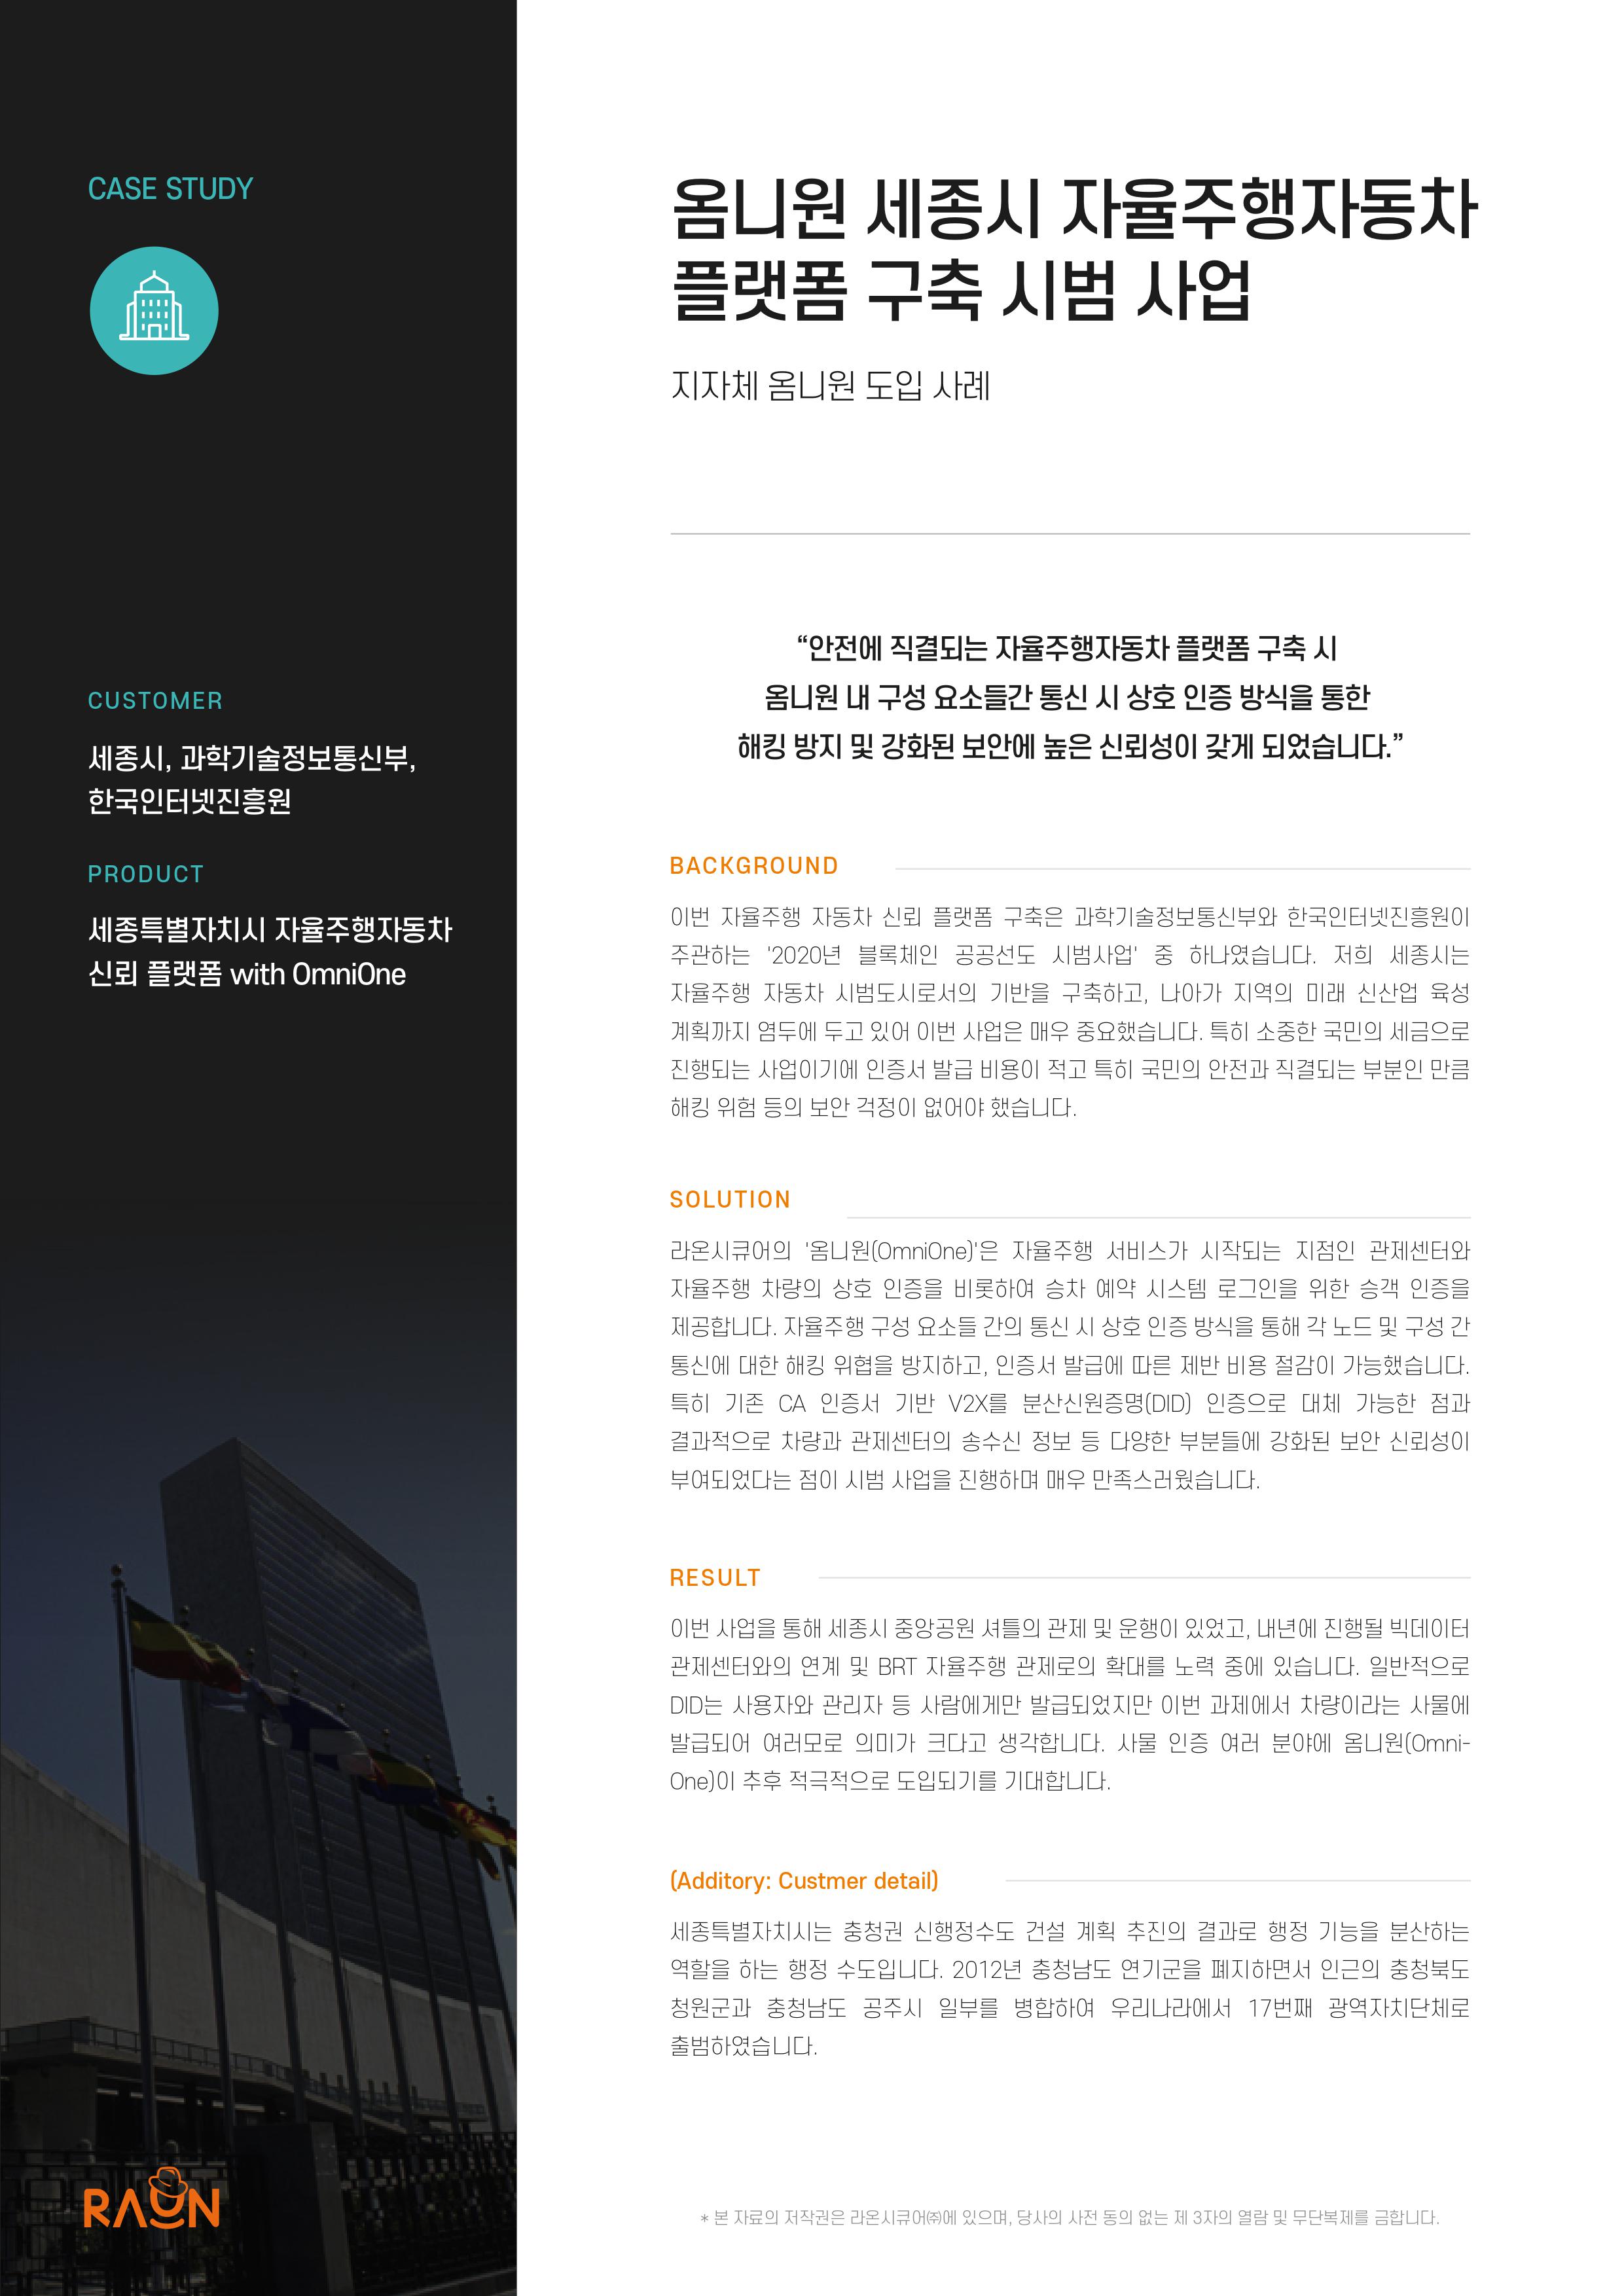 CASE STUDY
옴니원 세종시 자율주행자동차
플랫폼 구축 시범 사업
지자체 옴니원 도입 사례
CUSTOMER
세종시, 과학기술정보통신부,
한국인터넷진흥원
PRODUCT
세종특별자치시 자율주행자동차
신뢰 플랫폼 with OmniOne
“안전에 직결되는 자율주행자동차 플랫폼 구축 시
옴니원 내 구성 요소들간 통신 시 상호 인증 방식을 통한
해킹 방지 및 강화된 보안에 높은 신뢰성이 갖게 되었습니다.”
BACKGROUND
이번 자율주행 자동차 신뢰 플랫폼 구축은 과학기술정보통신부와 한국인터넷진흥원이
주관하는 '2020년 블록체인 공공선도 시범사업' 중 하나였습니다. 저희 세종시는
자율주행 자동차 시범도시로서의 기반을 구축하고, 나아가 지역의 미래 신산업 육성
계획까지 염두에 두고 있어 이번 사업은 매우 중요했습니다. 특히 소중한 국민의 세금으로
진행되는 사업이기에 인증서 발급 비용이 적고 특히 국민의 안전과 직결되는 부분인 만큼
해킹 위험 등의 보안 걱정이 없어야 했습니다.
SOLUTION
라온시큐어의 '옴니원(OmniOne)'은 자율주행 서비스가 시작되는 지점인 관제센터와
자율주행 차량의 상호 인증을 비롯하여 승차 예약 시스템 로그인을 위한 승객 인증을
제공합니다. 자율주행 구성 요소들 간의 통신 시 상호 인증 방식을 통해 각 노드 및 구성 간
통신에 대한 해킹 위협을 방지하고, 인증서 발급에 따른 제반 비용 절감이 가능했습니다.
특히 기존 CA 인증서 기반 V2X를 분산신원증명(DID) 인증으로 대체 가능한 점과
결과적으로 차량과 관제센터의 송수신 정보 등 다양한 부분들에 강화된 보안 신뢰성이
부여되었다는 점이 시범 사업을 진행하며 매우 만족스러웠습니다.
RESULT
이번 사업을 통해 세종시 중앙공원 셔틀의 관제 및 운행이 있었고, 내년에 진행될 빅데이터
관제센터와의 연계 및 BRT 자율주행 관제로의 확대를 노력 중에 있습니다. 일반적으로
DID는 사용자와 관리자 등 사람에게만 발급되었지만 이번 과제에서 차량이라는 사물에
발급되어 여러모로 의미가 크다고 생각합니다. 사물 인증 여러 분야에 옴니원(Omni-
One)이 추후 적극적으로 도입되기를 기대합니다.
(Additory: Custmer detail)
세종특별자치시는 충청권 신행정수도 건설 계획 추진의 결과로 행정 기능을 분산하는
역할을 하는 행정 수도입니다. 2012년 충청남도 연기군을 폐지하면서 인근의 충청북도
청원군과 충청남도 공주시 일부를 병합하여 우리나라에서 17번째 광역자치단체로
출범하였습니다.
RAON
* 본 자료의 저작권은 라온시큐어㈜에 있으며, 당사의 사전 동의 없는 제 3자의 열람 및 무단복제를 금합니다.